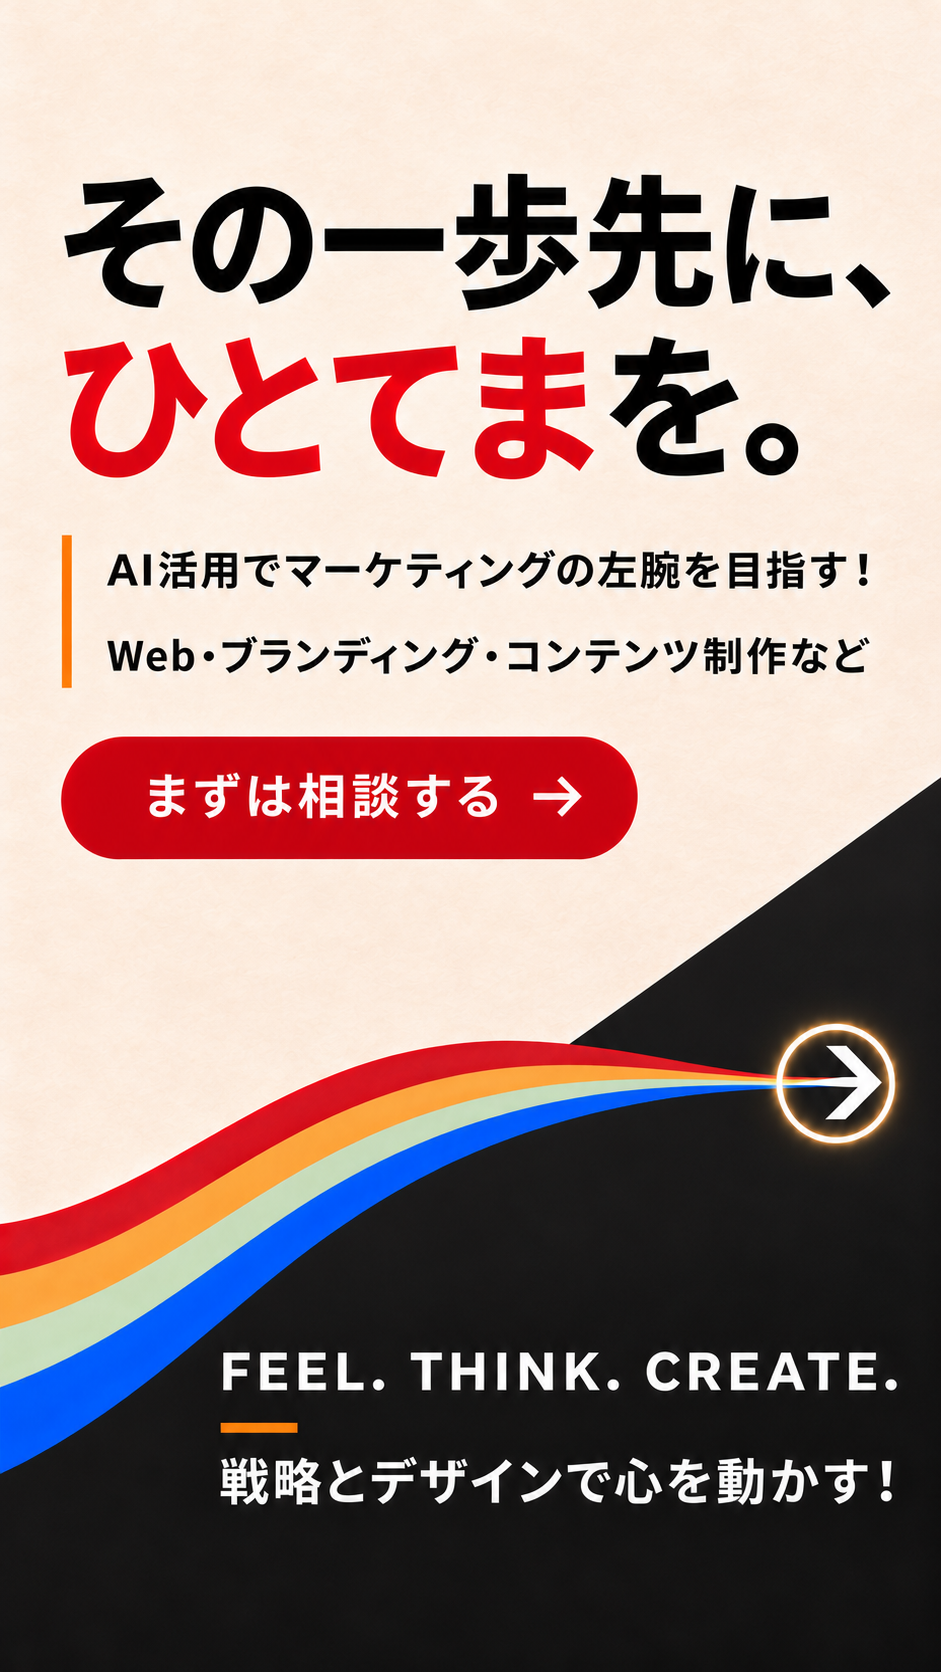 その一歩先に、
ひとてまを。
AI活用でマーケティングの左腕を目指す！
Web・ブランディング・コンテンツ制作など
まずは相談する →
FEEL. THINK. CREATE.
戦略とデザインで心を動かす！